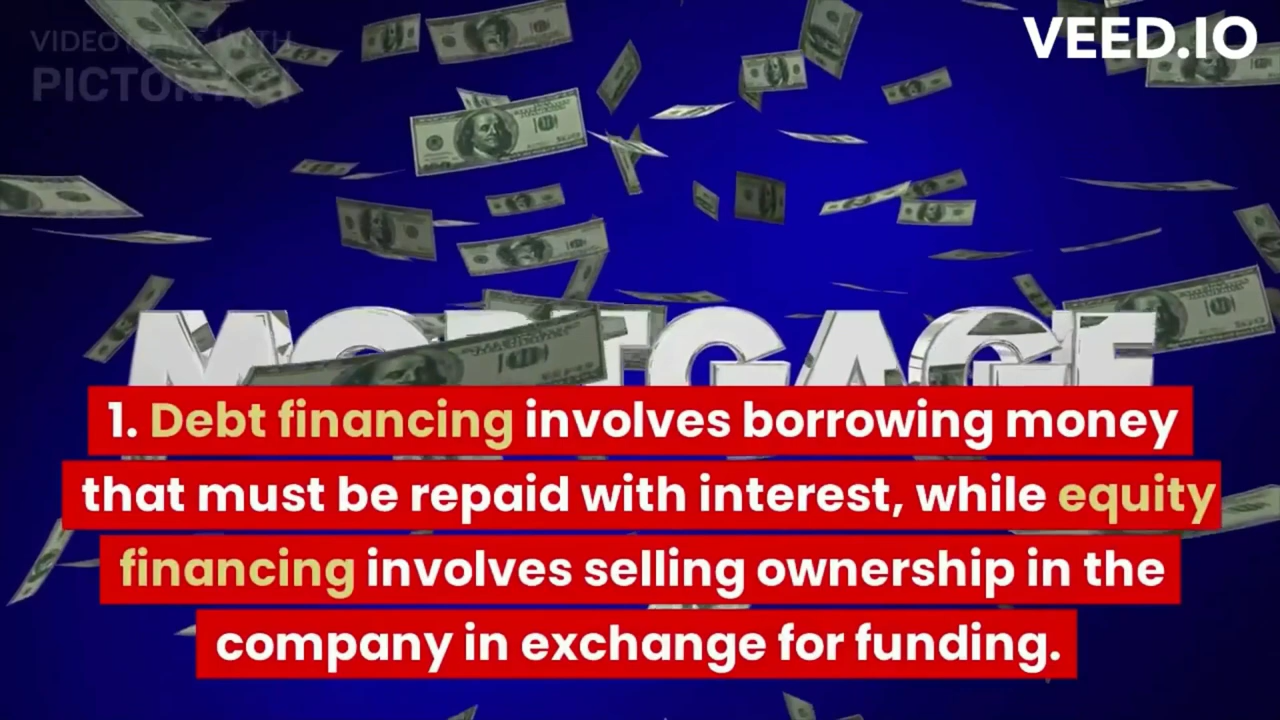 VEED.IO
MORTGAGE
1. Debt financing involves borrowing money
that must be repaid with interest, while equity
financing involves selling ownership in the
company in exchange for funding.